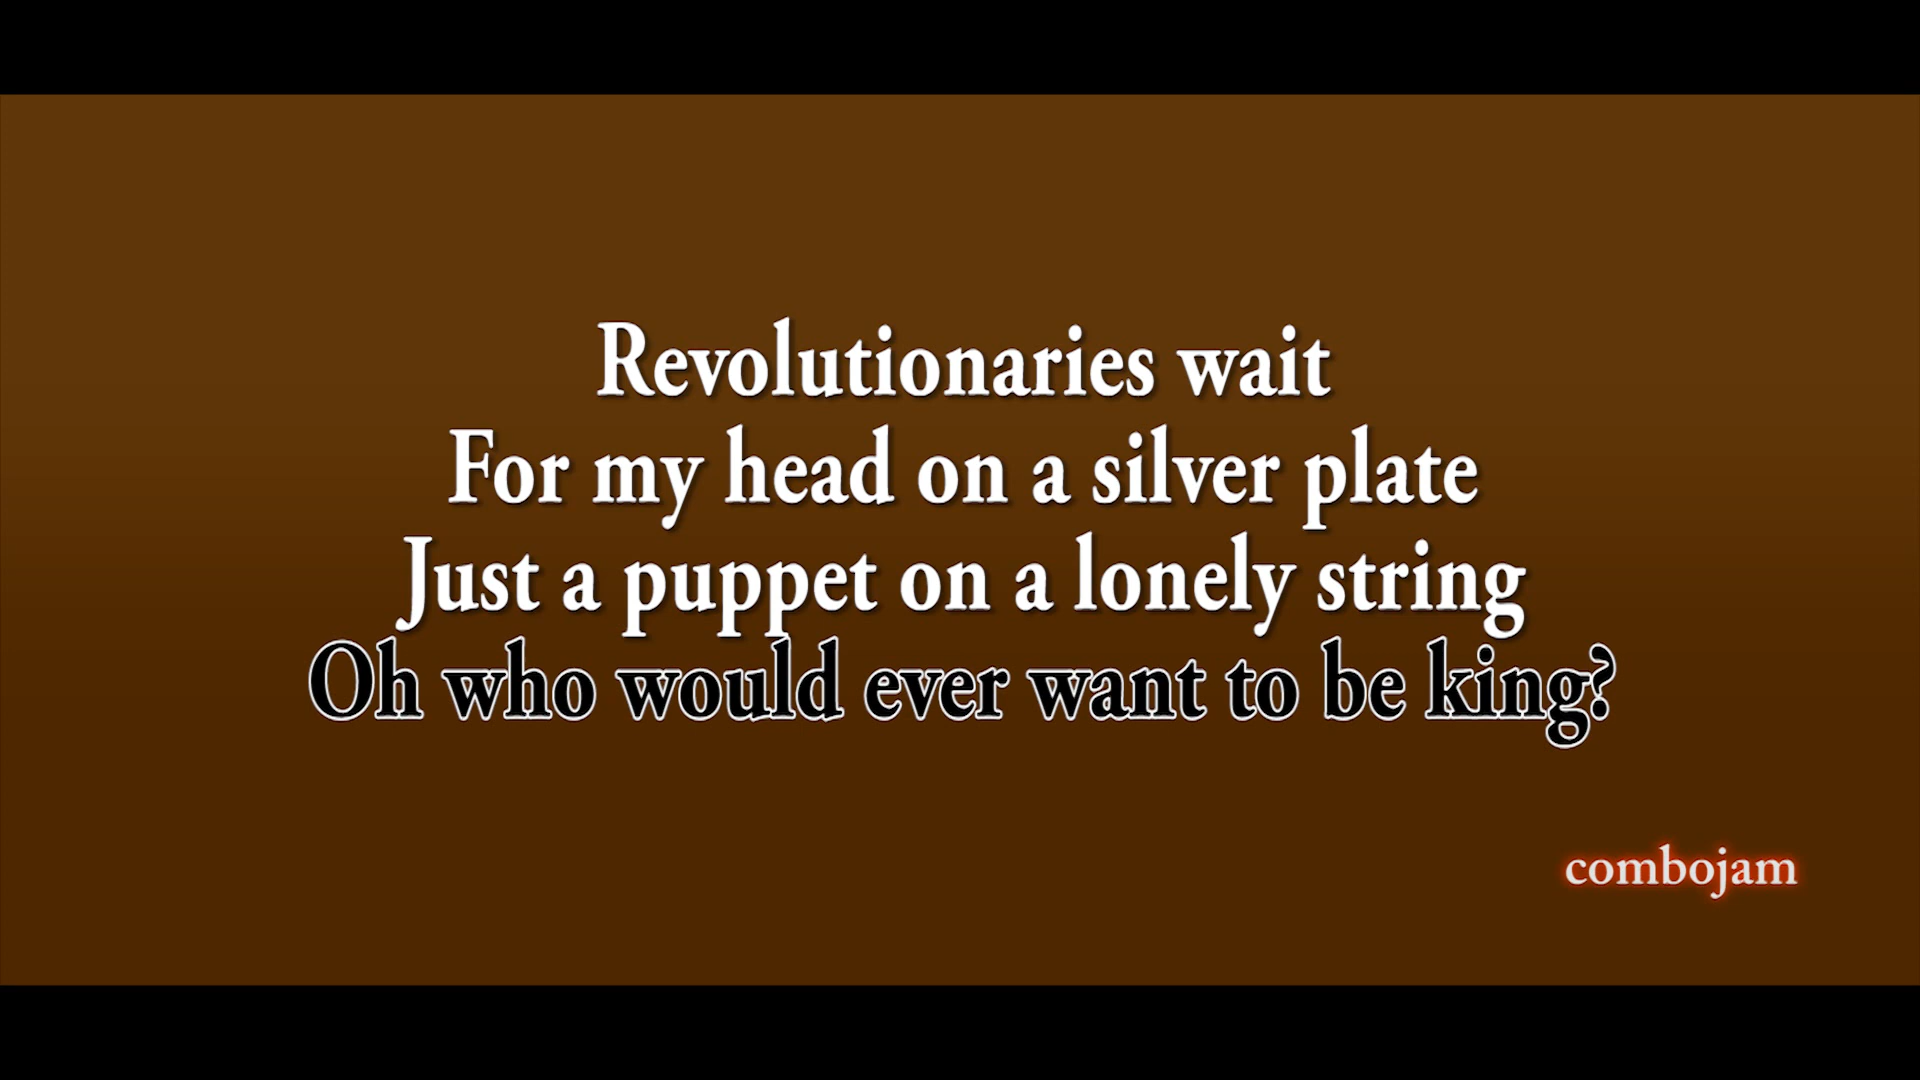 Revolutionaries wait
For my head on a silver plate
Just a puppet on a lonely string
Oh who would ever want to be king?
combojam